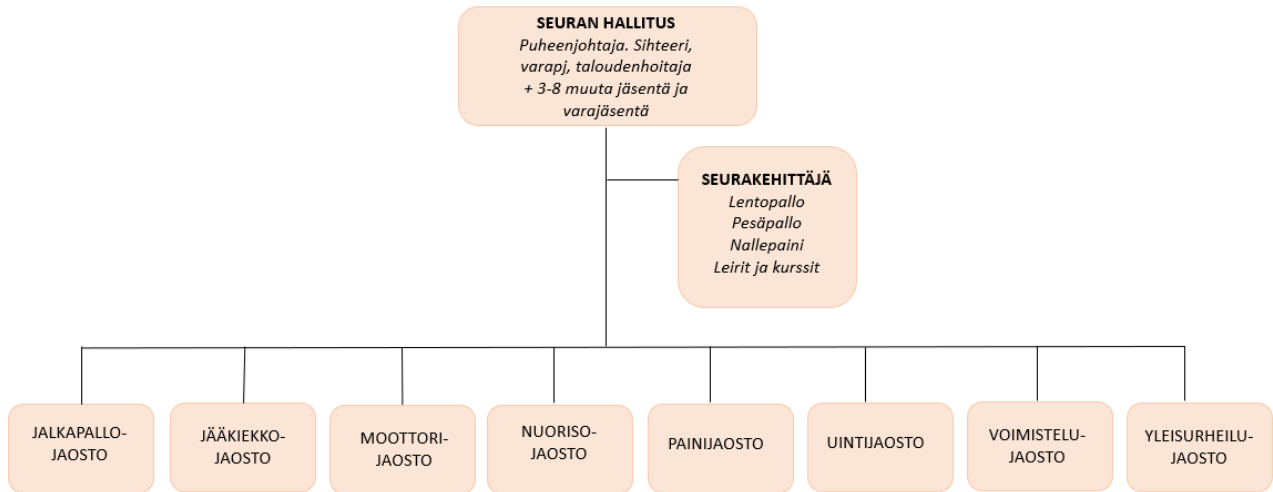 SEURAN HALLITUS
Puheenjohtaja. Sihteeri,
varapj, taloudenhoitaja
+ 3-8 muuta jäsentä ja
varajäsentä
SEURAKEHITTÄJÄ
Lentopallo
Pesäpallo
Nallepaini
Leirit ja kurssit
JALKAPALLO-
JAOSTO
JÄÄKIEKKO-
JAOSTO
MOOTTORI-
JAOSTO
NUORISO-
JAOSTO
PAINIJAOSTO
UINTIJAOSTO
VOIMISTELU-
JAOSTO
YLEISURHEILU-
JAOSTO